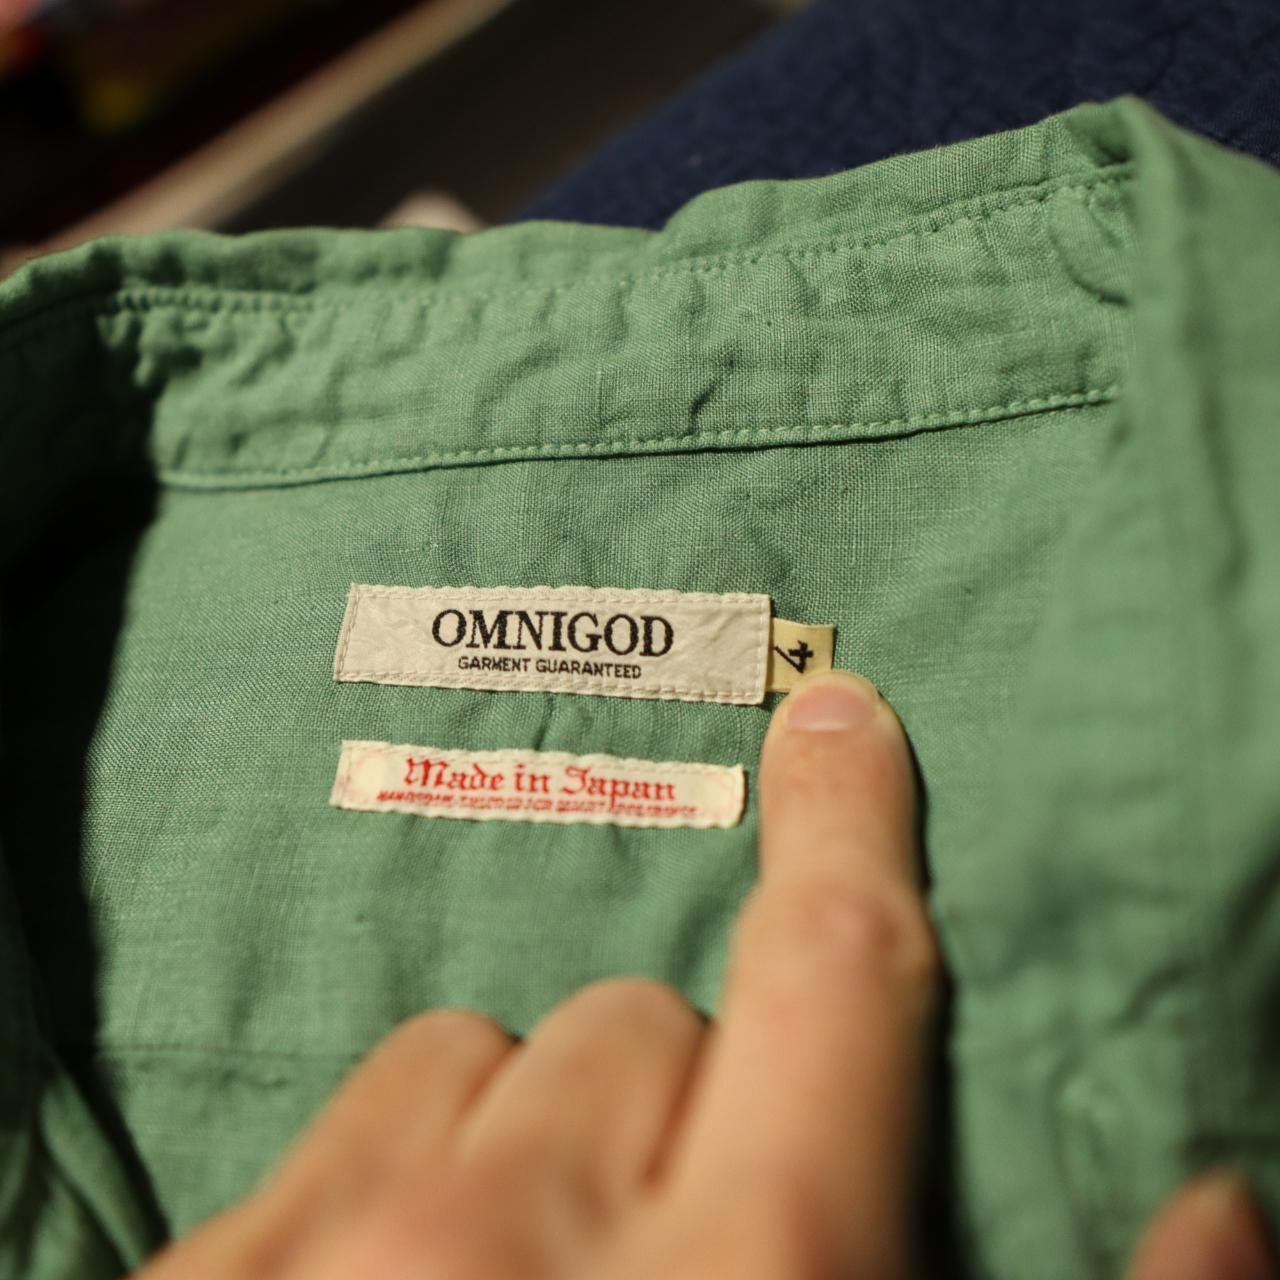 OMNIGOD
GARMENT GUARANTEED
4
Made in Japan